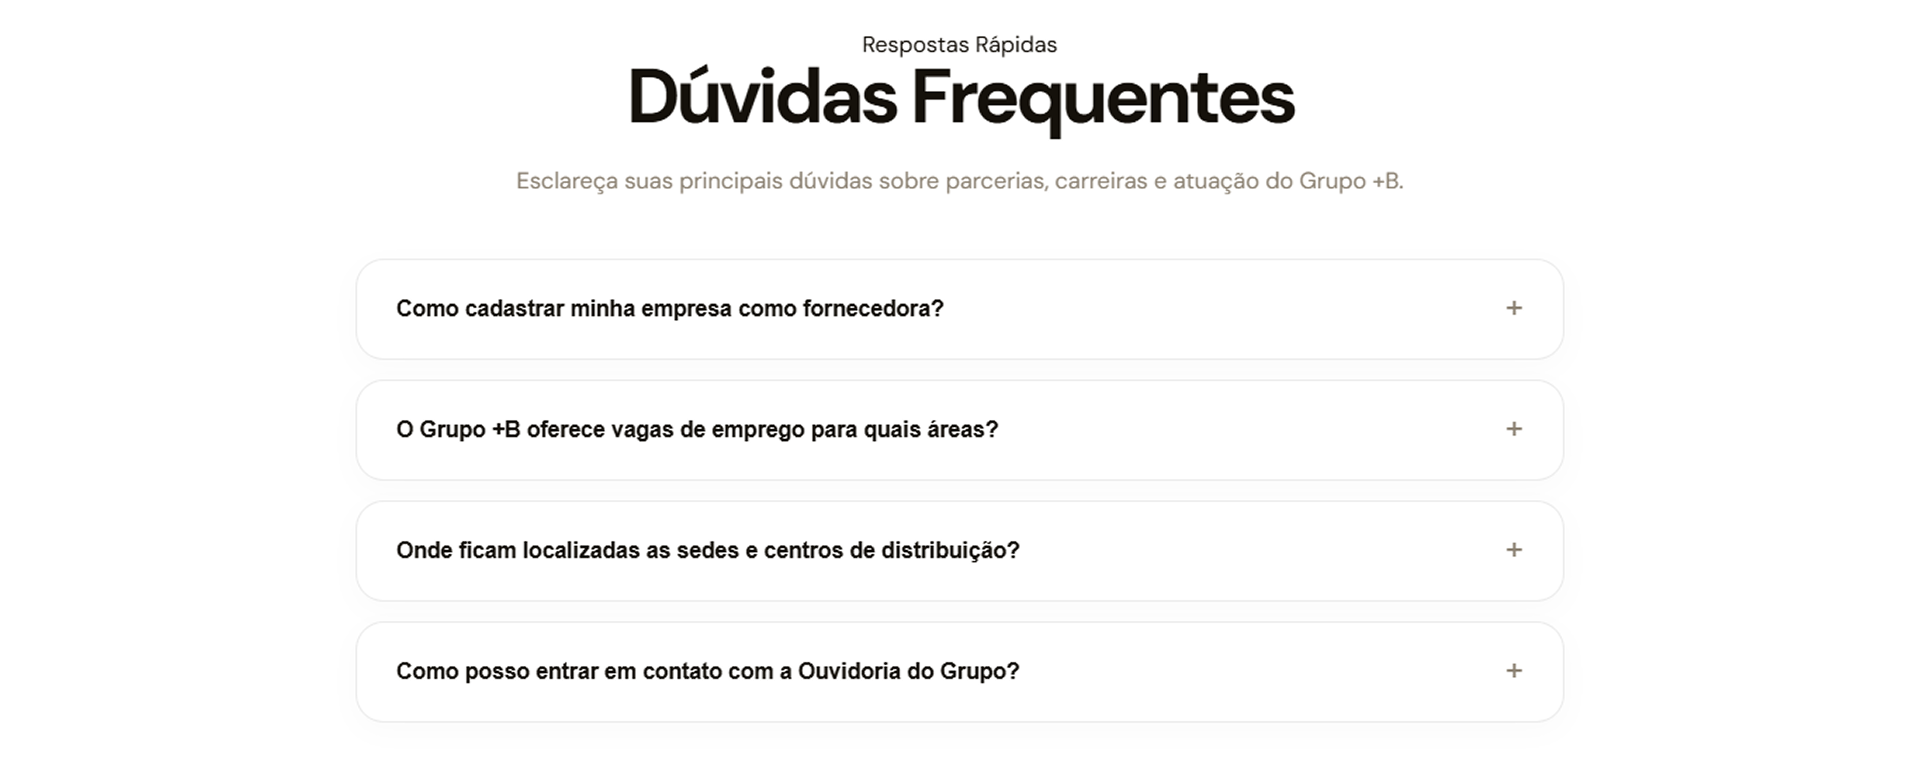 Respostas Rápidas
Dúvidas Frequentes
Esclareça suas principais dúvidas sobre parcerias, carreiras e atuação do Grupo +B.
Como cadastrar minha empresa como fornecedora? +
O Grupo +B oferece vagas de emprego para quais áreas? +
Onde ficam localizadas as sedes e centros de distribuição? +
Como posso entrar em contato com a Ouvidoria do Grupo? +